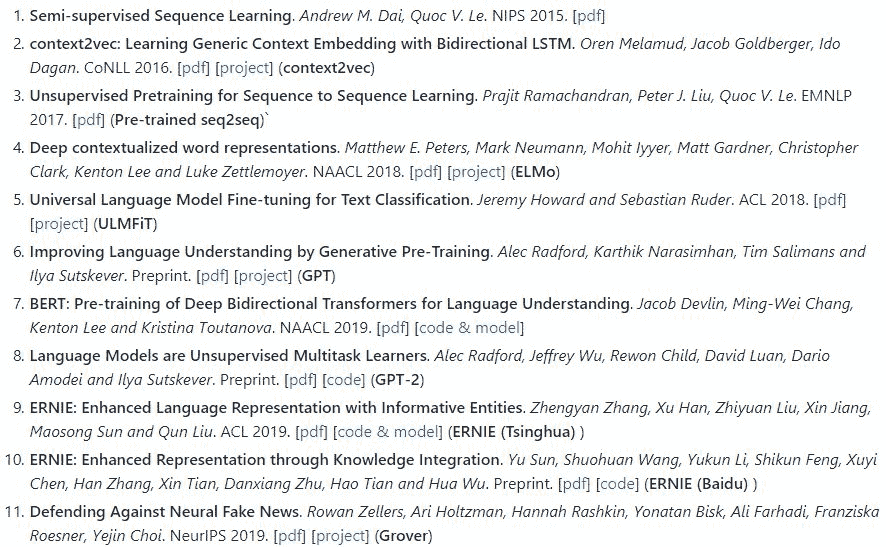 1. Semi-supervised Sequence Learning. Andrew M. Dai, Quoc V. Le. NIPS 2015. [pdf]
2. context2vec: Learning Generic Context Embedding with Bidirectional LSTM. Oren Melamud, Jacob Goldberger, Ido
Dagan. CoNLL 2016. [pdf] [project] (context2vec)
3. Unsupervised Pretraining for Sequence to Sequence Learning. Prajit Ramachandran, Peter J. Liu, Quoc V. Le. EMNLP
2017. [pdf] (Pre-trained seq2seq)`
4. Deep contextualized word representations. Matthew E. Peters, Mark Neumann, Mohit Iyyer, Matt Gardner, Christopher
Clark, Kenton Lee and Luke Zettlemoyer. NAACL 2018. [pdf] [project] (ELMo)
5. Universal Language Model Fine-tuning for Text Classification. Jeremy Howard and Sebastian Ruder. ACL 2018. [pdf]
[project] (ULMFiT)
6. Improving Language Understanding by Generative Pre-Training. Alec Radford, Karthik Narasimhan, Tim Salimans and
Ilya Sutskever. Preprint. [pdf] [project] (GPT)
7. BERT: Pre-training of Deep Bidirectional Transformers for Language Understanding. Jacob Devlin, Ming-Wei Chang,
Kenton Lee and Kristina Toutanova. NAACL 2019. [pdf] [code & model]
8. Language Models are Unsupervised Multitask Learners. Alec Radford, Jeffrey Wu, Rewon Child, David Luan, Dario
Amodei and Ilya Sutskever. Preprint. [pdf] [code] (GPT-2)
9. ERNIE: Enhanced Language Representation with Informative Entities. Zhengyan Zhang, Xu Han, Zhiyuan Liu, Xin Jiang,
Maosong Sun and Qun Liu. ACL 2019. [pdf] [code & model] (ERNIE (Tsinghua) )
10. ERNIE: Enhanced Representation through Knowledge Integration. Yu Sun, Shuohuan Wang, Yukun Li, Shikun Feng, Xuyi
Chen, Han Zhang, Xin Tian, Danxiang Zhu, Hao Tian and Hua Wu. Preprint. [pdf] [code] (ERNIE (Baidu) )
11. Defending Against Neural Fake News. Rowan Zellers, Ari Holtzman, Hannah Rashkin, Yonatan Bisk, Ali Farhadi, Franziska
Roesner, Yejin Choi. NeurIPS 2019. [pdf] [project] (Grover)